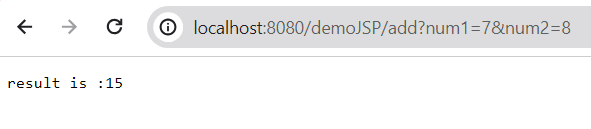 localhost:8080/demoJSP/add?num1=7&num2=8
result is :15